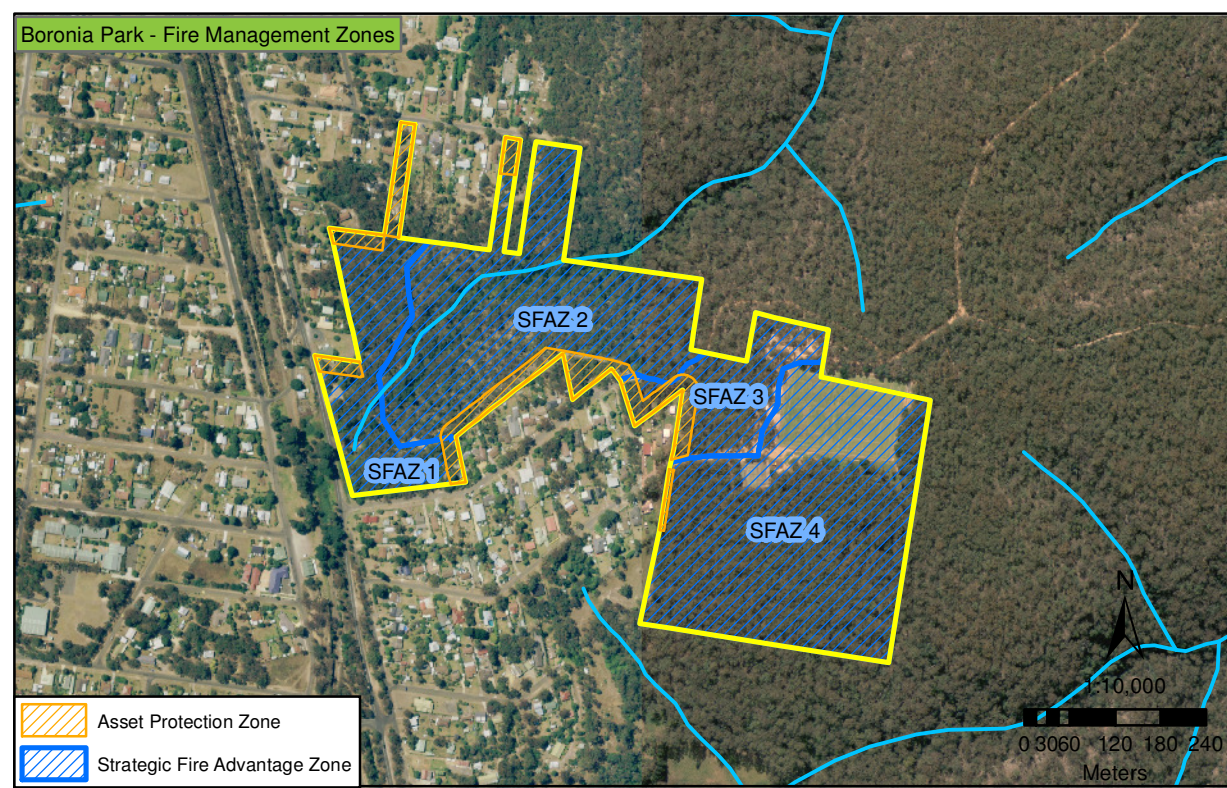 Boronia Park - Fire Management Zones
SFAZ 2
SFAZ 3
SFAZ 1
SFAZ 4
N
1:10,000
0 30 60 120 180 240
Meters
Asset Protection Zone
Strategic Fire Advantage Zone